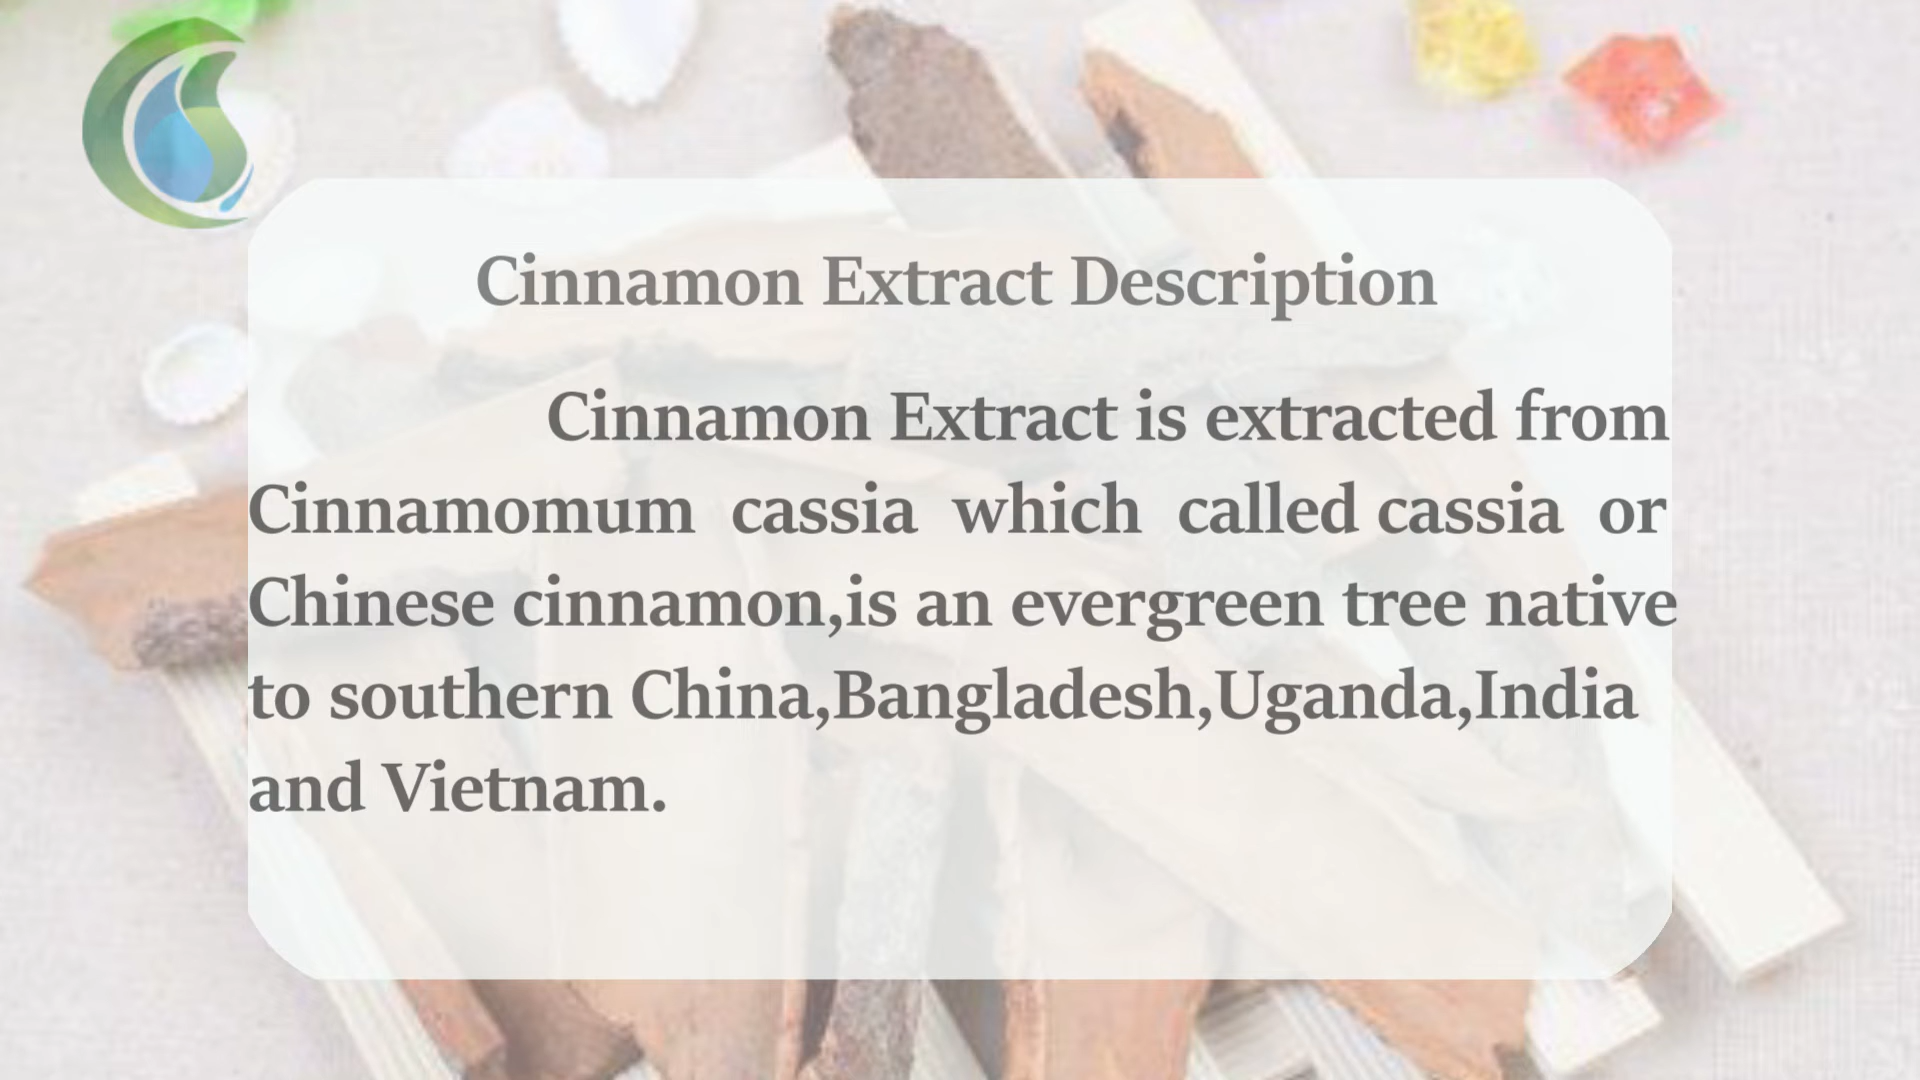 Cinnamon Extract Description
Cinnamon Extract is extracted from
Cinnamomum cassia which called cassia or
Chinese cinnamon,is an evergreen tree native
to southern China,Bangladesh,Uganda,India
and Vietnam.